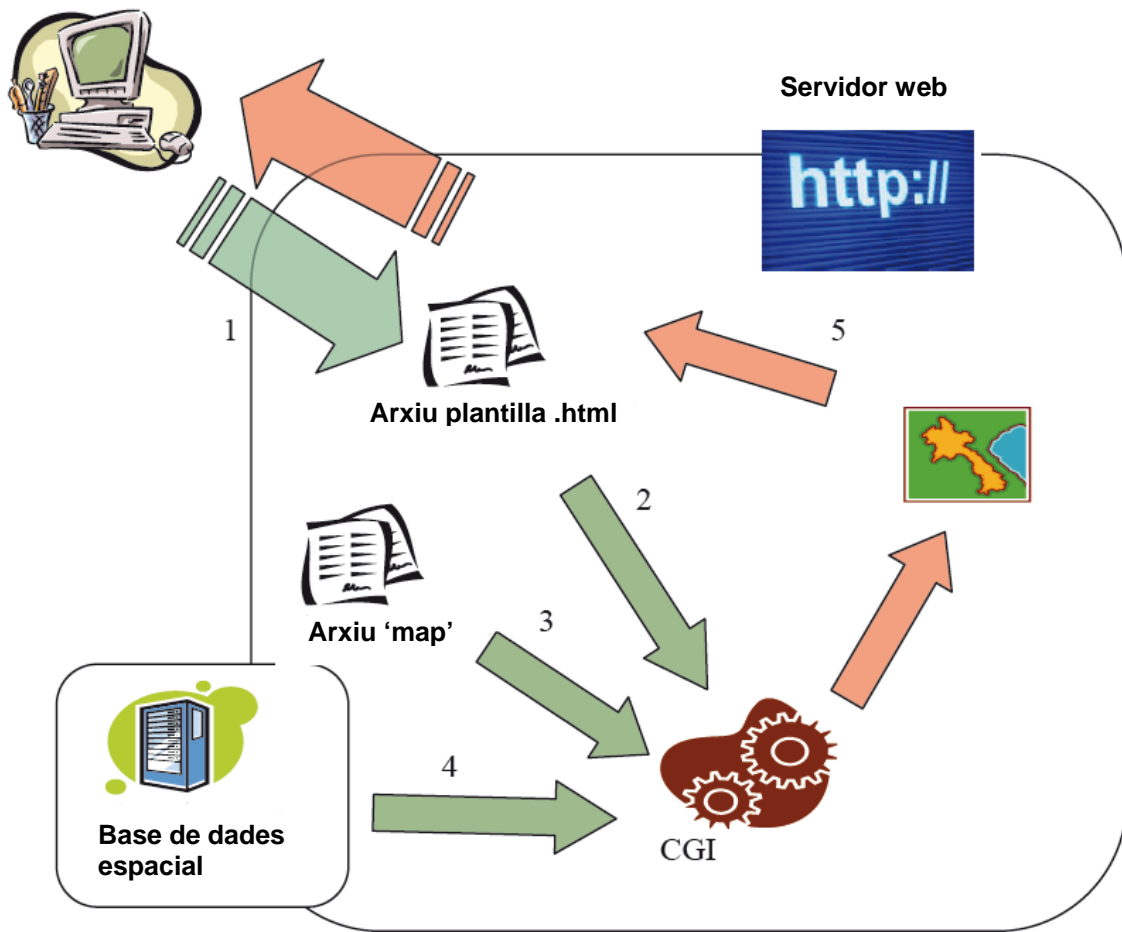 Servidor web
http://
1
5
Arxiu plantilla .html
2
Arxiu ‘map’
3
4
Base de dades
espacial
CGI